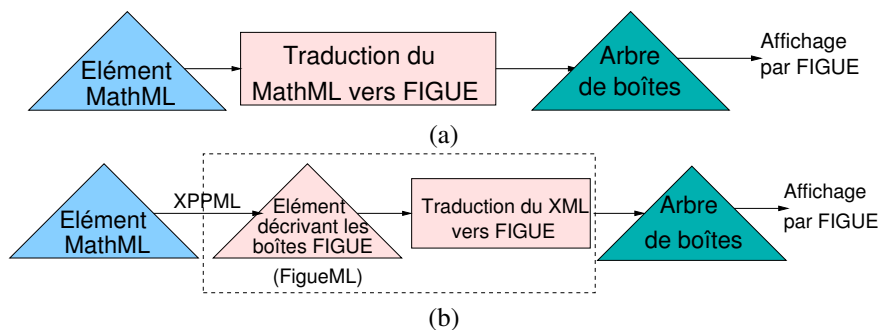 Elément
MathML
Traduction du
MathML vers FIGUE
Arbre
de boîtes
Affichage
par FIGUE
(a)
Elément
MathML
XPPML
Elément
décrivant les
boîtes FIGUE
(FigueML)
Traduction du XML
vers FIGUE
Arbre
de boîtes
Affichage
par FIGUE
(b)